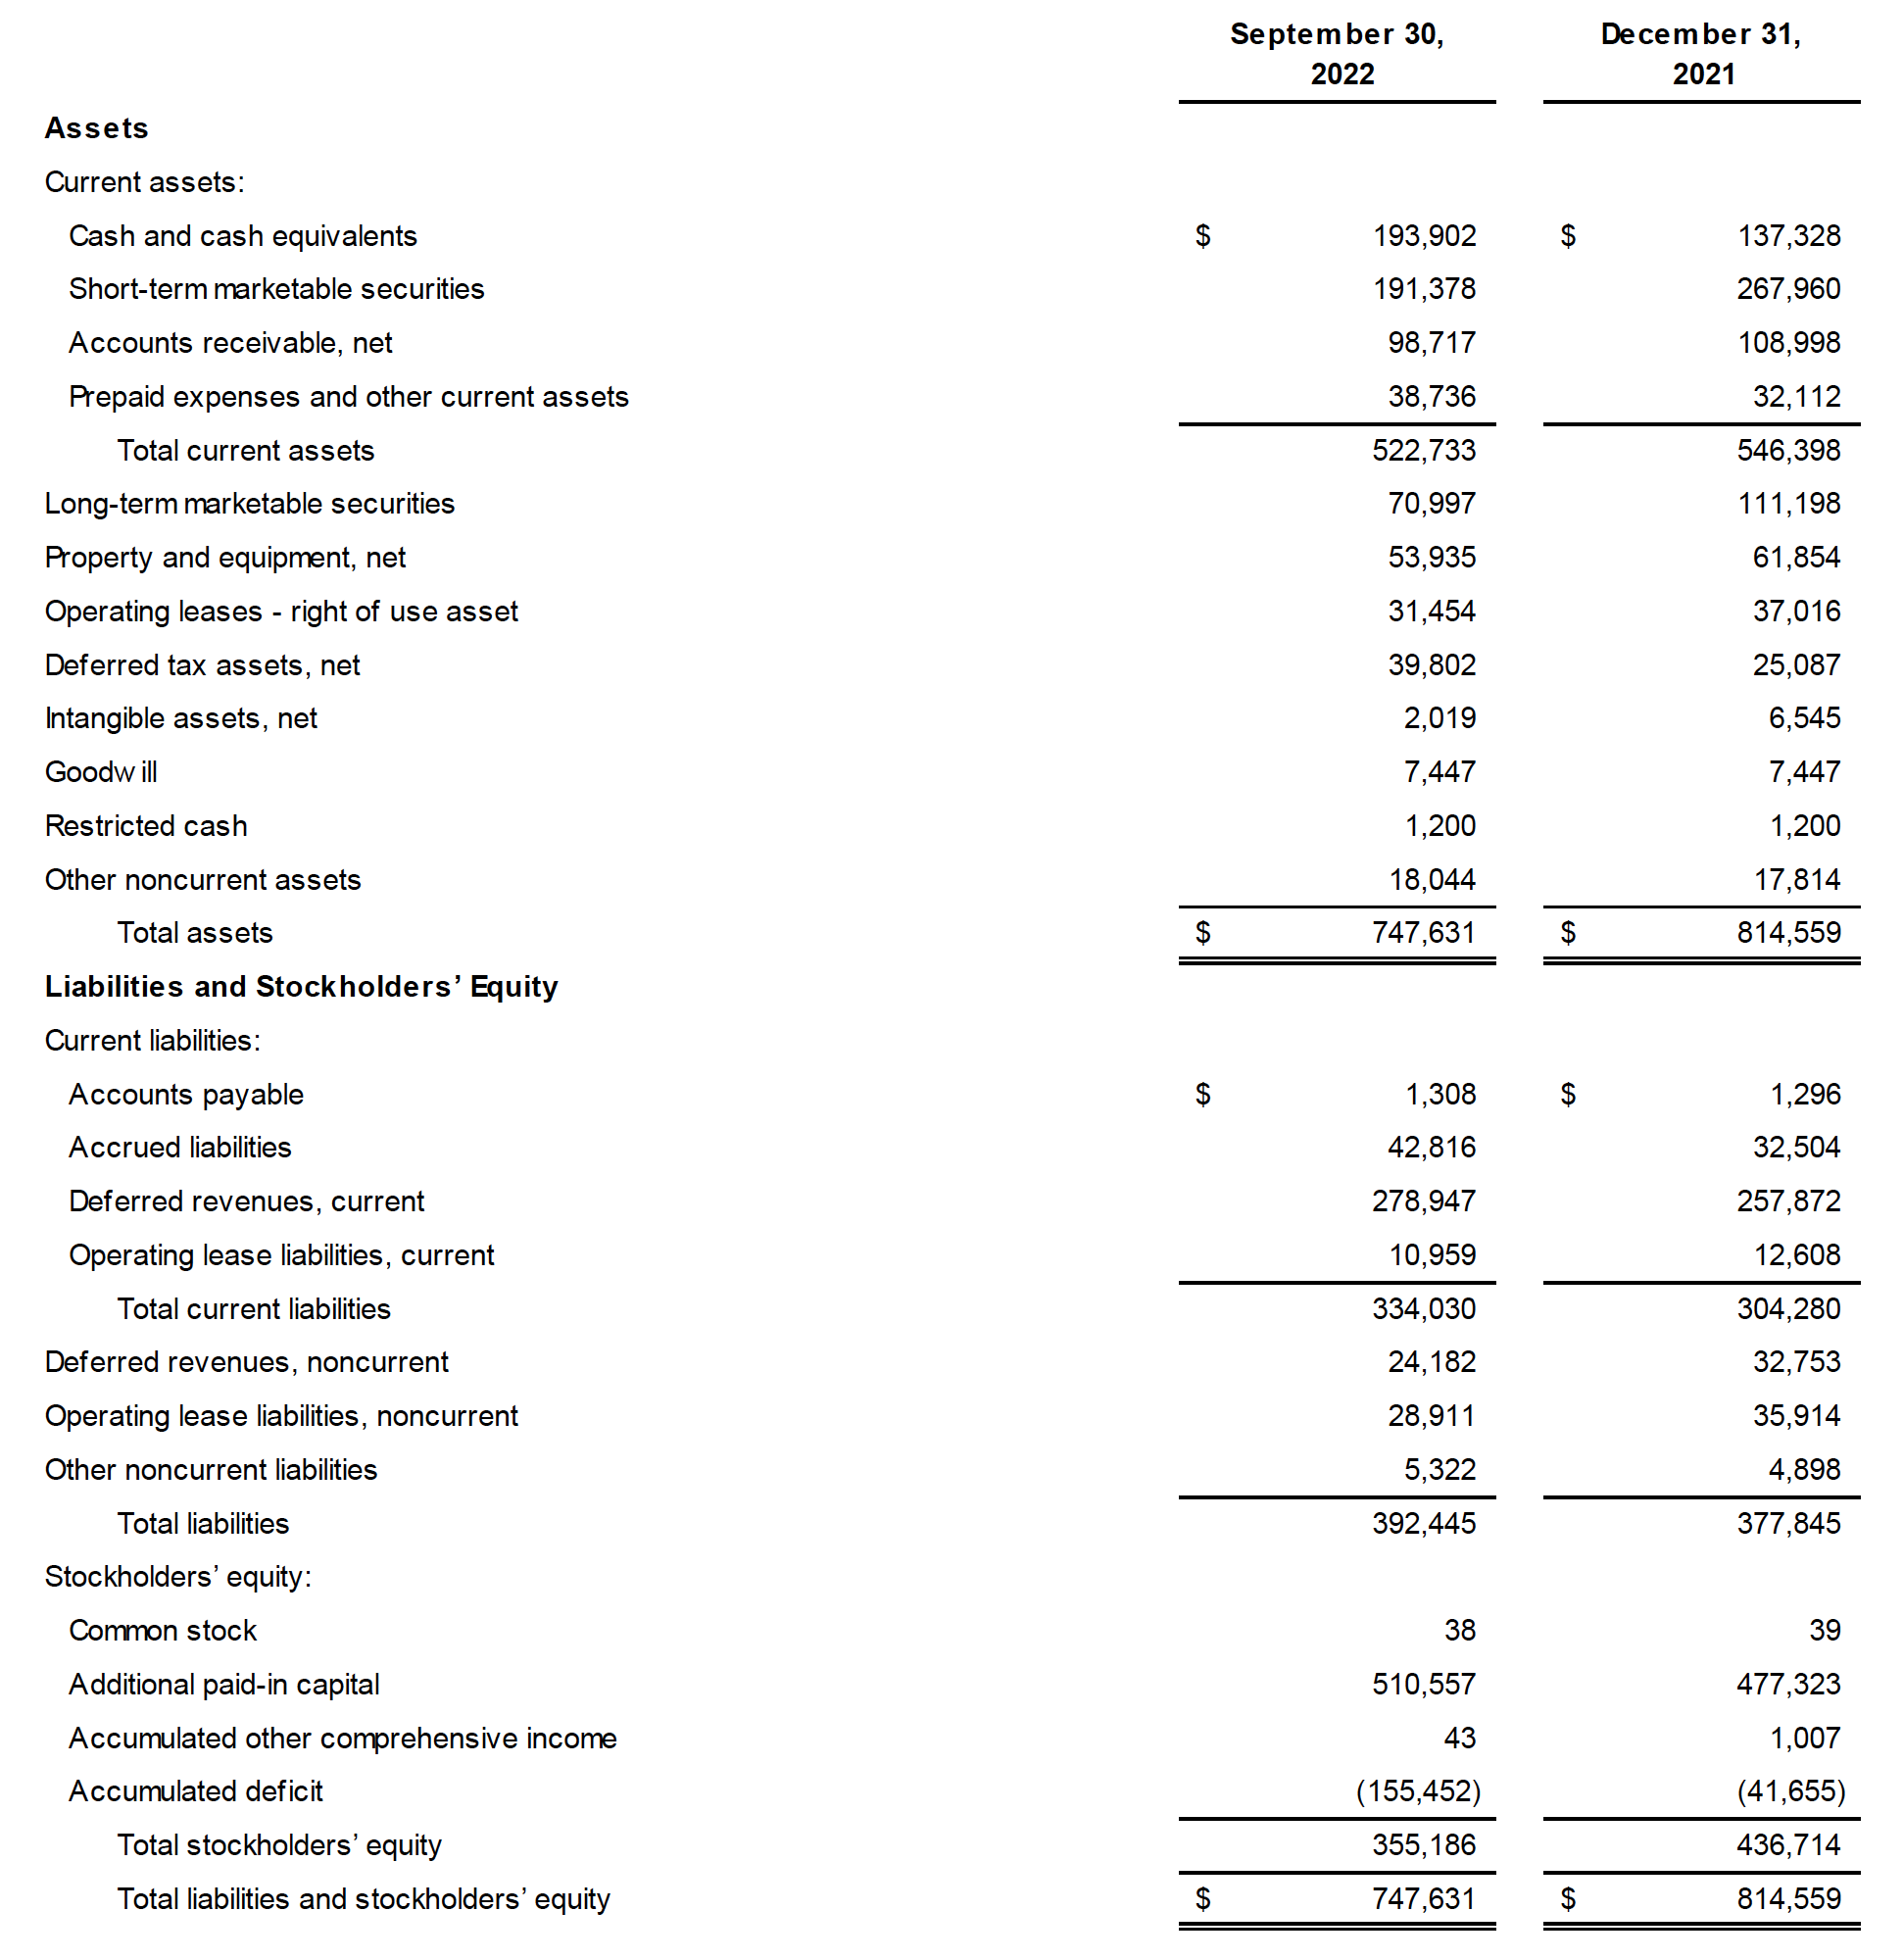 September 30, December 31,
2022 2021
Assets
Current assets:
Cash and cash equivalents $ 193,902 $ 137,328
Short-term marketable securities 191,378 267,960
Accounts receivable, net 98,717 108,998
Prepaid expenses and other current assets 38,736 32,112
Total current assets 522,733 546,398
Long-term marketable securities 70,997 111,198
Property and equipment, net 53,935 61,854
Operating leases - right of use asset 31,454 37,016
Deferred tax assets, net 39,802 25,087
Intangible assets, net 2,019 6,545
Goodwill 7,447 7,447
Restricted cash 1,200 1,200
Other noncurrent assets 18,044 17,814
Total assets $ 747,631 $ 814,559
Liabilities and Stockholders’ Equity
Current liabilities:
Accounts payable $ 1,308 $ 1,296
Accrued liabilities 42,816 32,504
Deferred revenues, current 278,947 257,872
Operating lease liabilities, current 10,959 12,608
Total current liabilities 334,030 304,280
Deferred revenues, noncurrent 24,182 32,753
Operating lease liabilities, noncurrent 28,911 35,914
Other noncurrent liabilities 5,322 4,898
Total liabilities 392,445 377,845
Stockholders’ equity:
Common stock 38 39
Additional paid-in capital 510,557 477,323
Accumulated other comprehensive income 43 1,007
Accumulated deficit (155,452) (41,655)
Total stockholders’ equity 355,186 436,714
Total liabilities and stockholders’ equity $ 747,631 $ 814,559